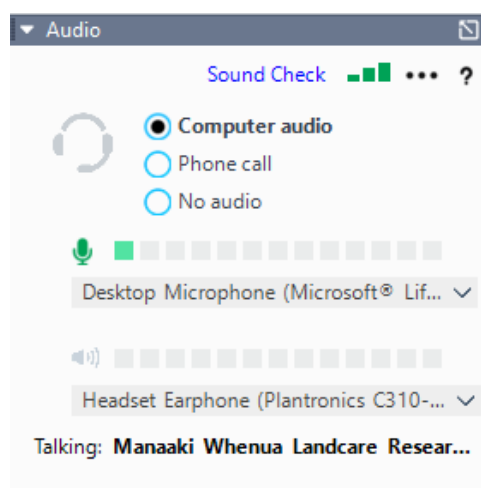 Audio
Sound Check ••• ?
Computer audio
Phone call
No audio
Desktop Microphone (Microsoft® Lif...
Headset Earphone (Plantronics C310-...
Talking: Manaaki Whenua Landcare Resear...